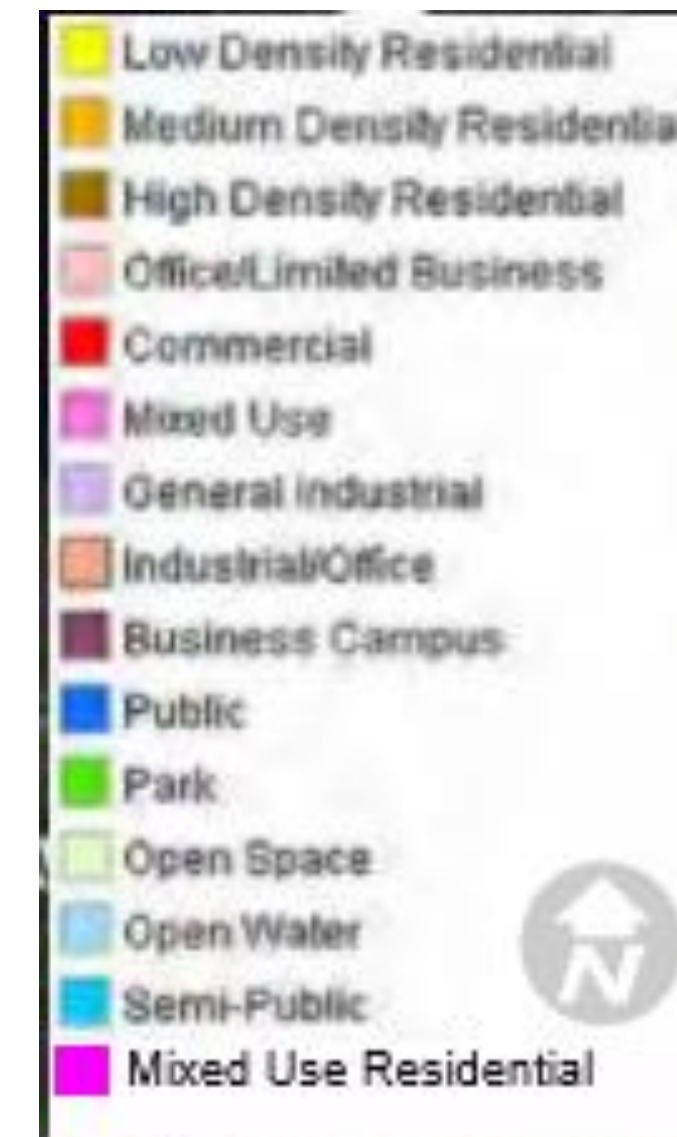 Low Density Residential
Medium Density Residentia
High Density Residential
Office/Limited Business
Commercial
Mixed Use
General Industrial
Industrial/Office
Business Campus
Public
Park
Open Space
Open Water
N
Semi-Public
Mixed Use Residential